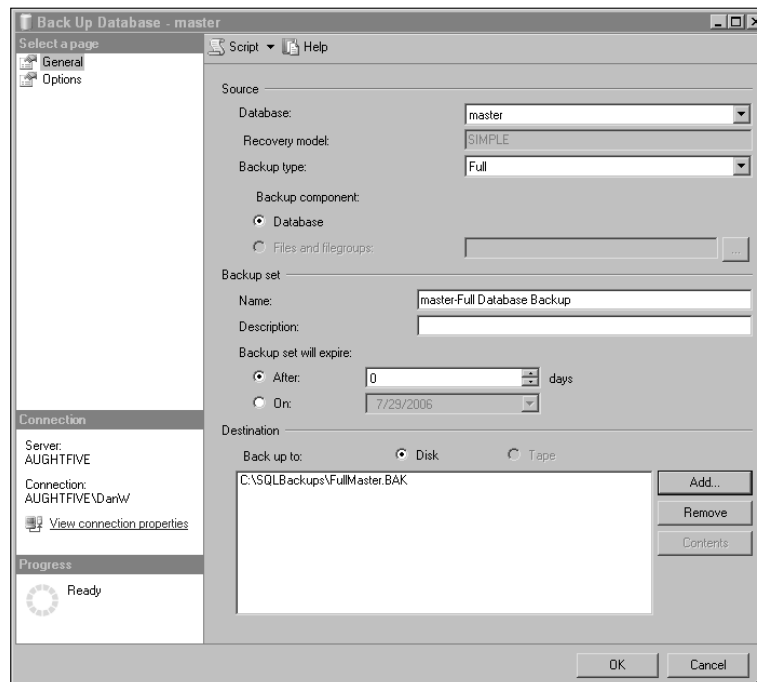 Back Up Database - master
Select a page
General
Options
Script Help
Source
Database: master
Recovery model: SIMPLE
Backup type: Full
Backup component:
Database
Files and filegroups: ...
Backup set
Name: master-Full Database Backup
Description:
Backup set will expire:
After: 0 days
On: 7/29/2006
Destination
Back up to: Disk Tape
C:\SQLBackups\FullMaster.BAK
Add...
Remove
Contents
Connection
Server:
AUGHTFIVE
Connection:
AUGHTFIVE\DanW
View connection properties
Progress
Ready
OK Cancel